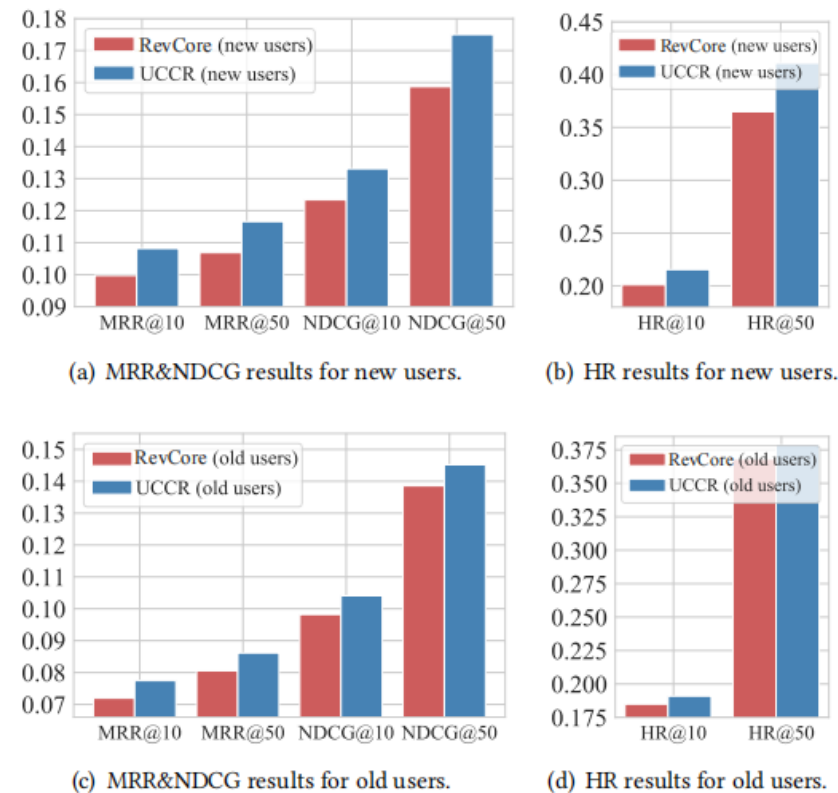 0.18
0.17
0.16
0.15
0.14
0.13
0.12
0.11
0.10
0.09
RevCore (new users)
UCCR (new users)
MRR@10 MRR@50 NDCG@10 NDCG@50
(a) MRR&NDCG results for new users.
0.45
0.40
0.35
0.30
0.25
0.20
RevCore (new users)
UCCR (new users)
HR@10 HR@50
(b) HR results for new users.
0.15
0.14
0.13
0.12
0.11
0.10
0.09
0.08
0.07
RevCore (old users)
UCCR (old users)
MRR@10 MRR@50 NDCG@10 NDCG@50
(c) MRR&NDCG results for old users.
0.375
0.350
0.325
0.300
0.275
0.250
0.225
0.200
0.175
RevCore (old users)
UCCR (old users)
HR@10 HR@50
(d) HR results for old users.